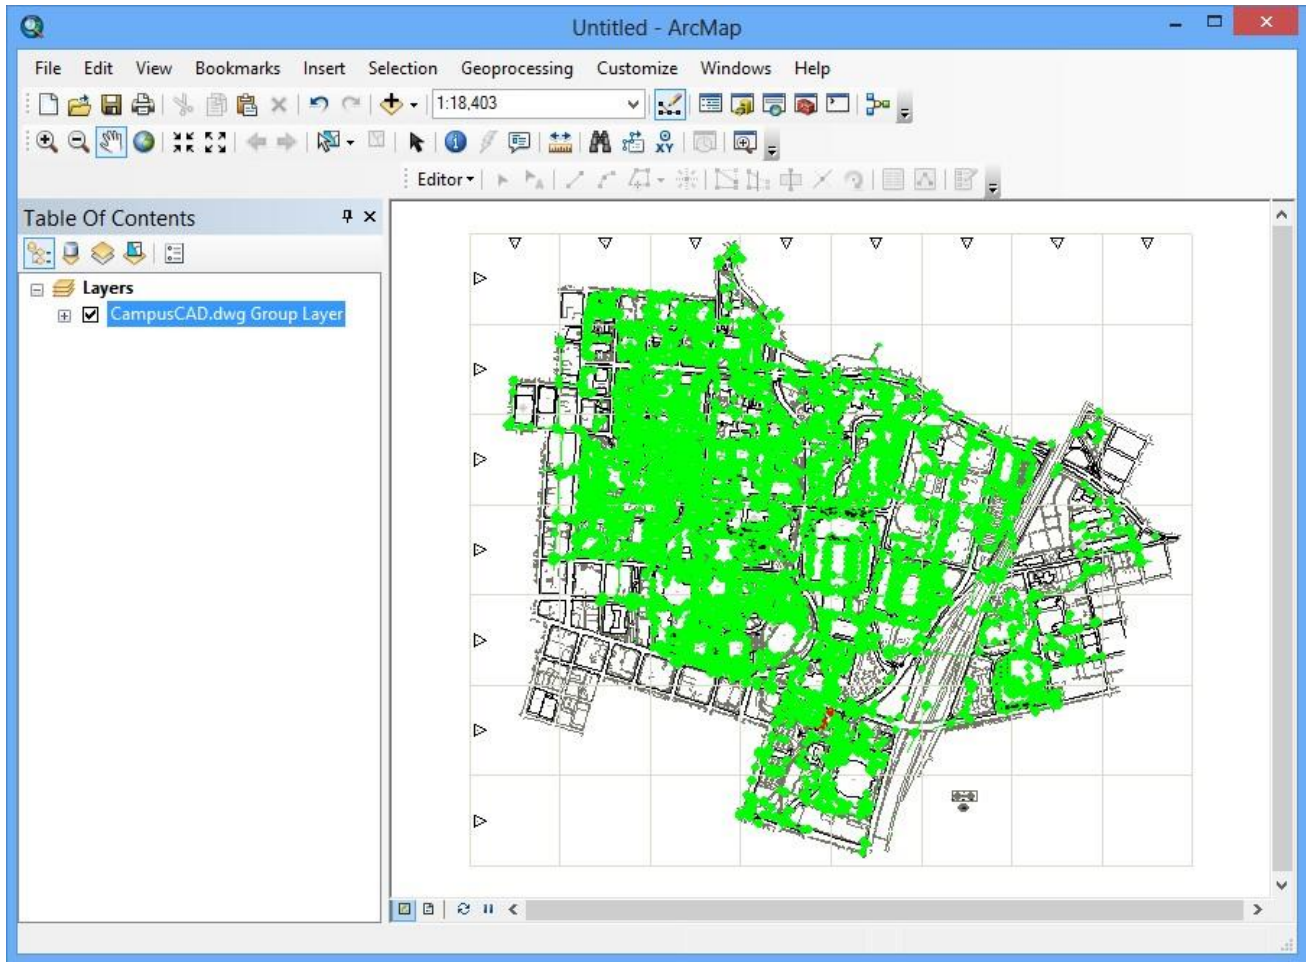 Untitled - ArcMap
File Edit View Bookmarks Insert Selection Geoprocessing Customize Windows Help
1:18,403
XY
Editor
Table Of Contents
Layers
CampusCAD.dwg Group Layer